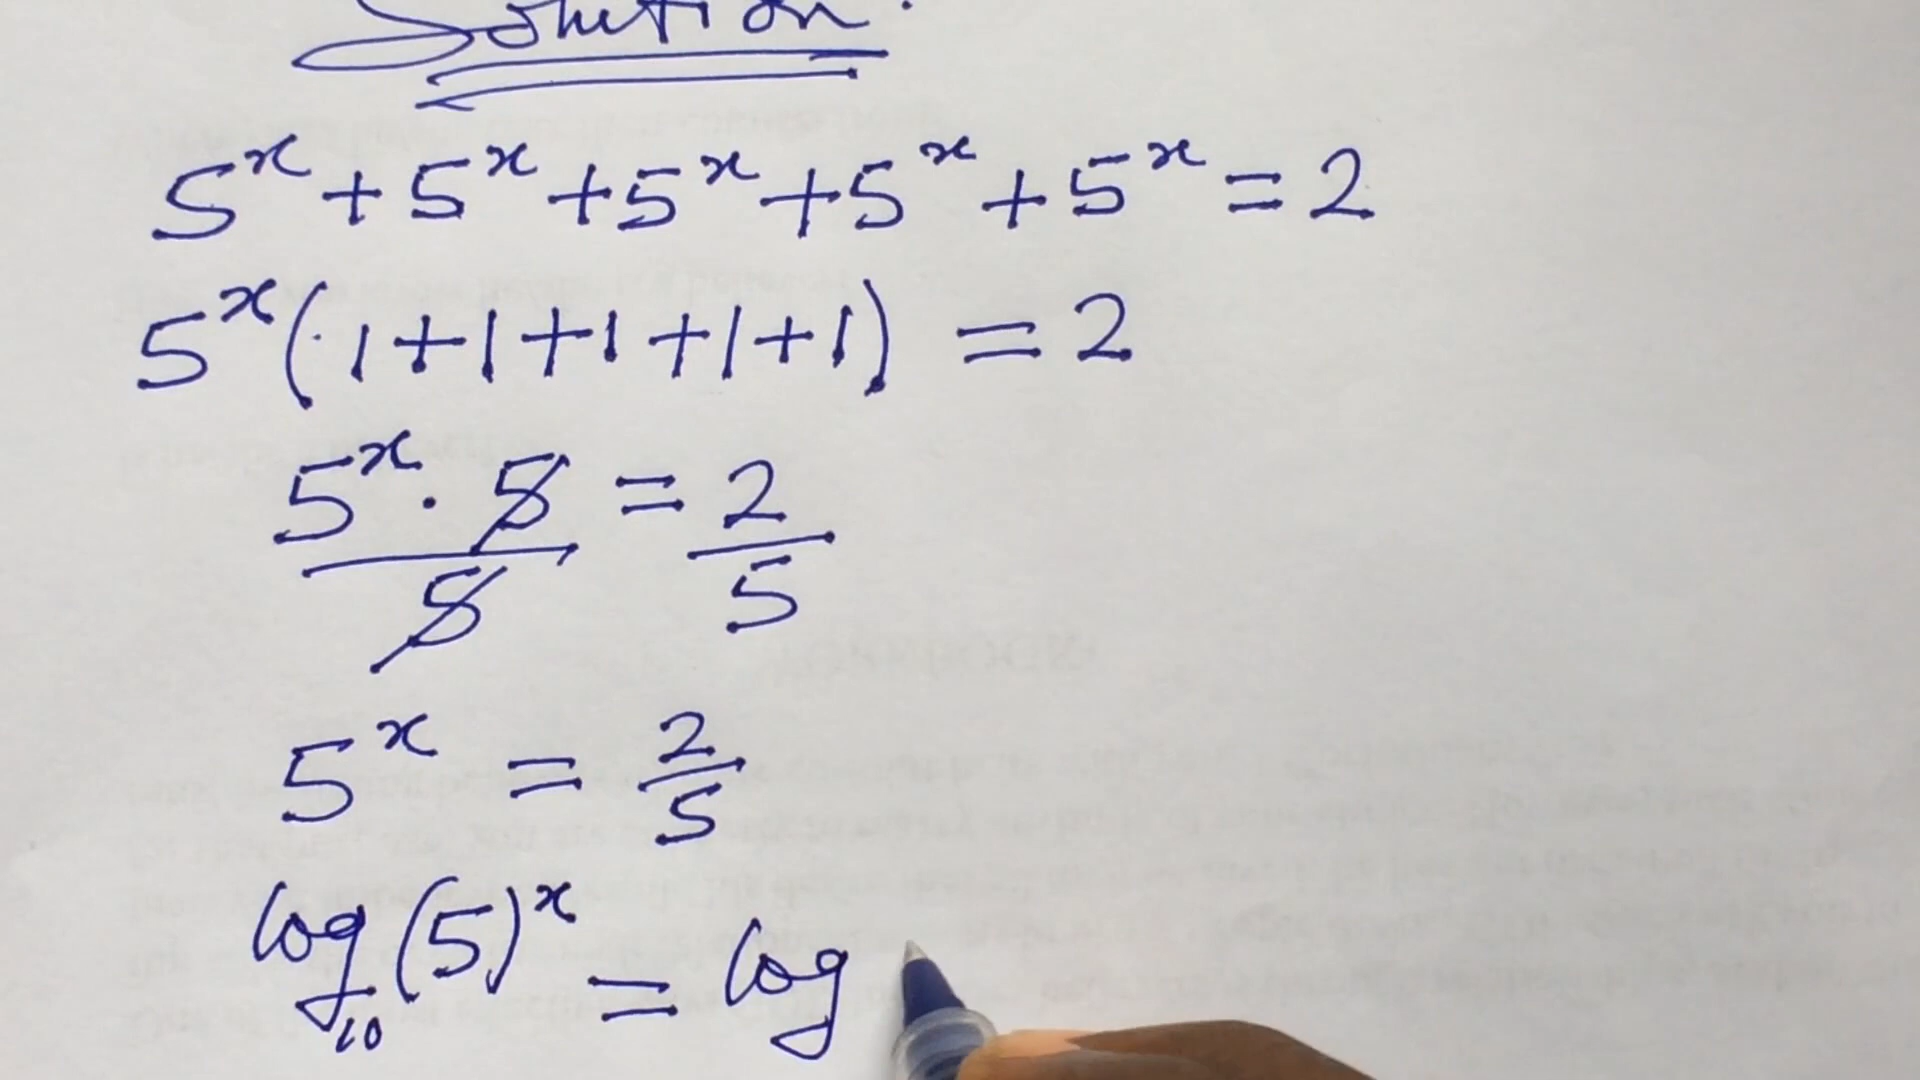 Solution.
5^x + 5^x + 5^x + 5^x + 5^x = 2
5^x (1 + 1 + 1 + 1 + 1) = 2
5^x · 5 / 5 = 2 / 5
5^x = 2/5
log_10 (5)^x = log